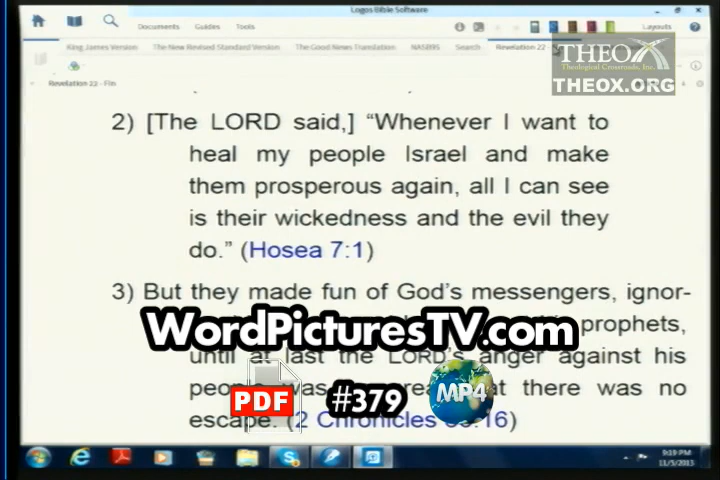 Logos Bible Software
Documents Guides Tools
Layouts
King James Version The New Revised Standard Version The Good News Translation NASB95 Search Revelation 22
THEOX
Theological Crossroads, Inc.
THEOX.ORG
Revelation 22 - Fin
2) [The LORD said,] “Whenever I want to
heal my people Israel and make
them prosperous again, all I can see
is their wickedness and the evil they
do.” (Hosea 7:1)
3) But they made fun of God’s messengers, ignor-
prophets,
WordPicturesTV.com
until at last the LORD’s anger against his
there was no
PDF
#379
MP4
escape. (2 Chronicles :16)
9:19 PM
11/5/2013